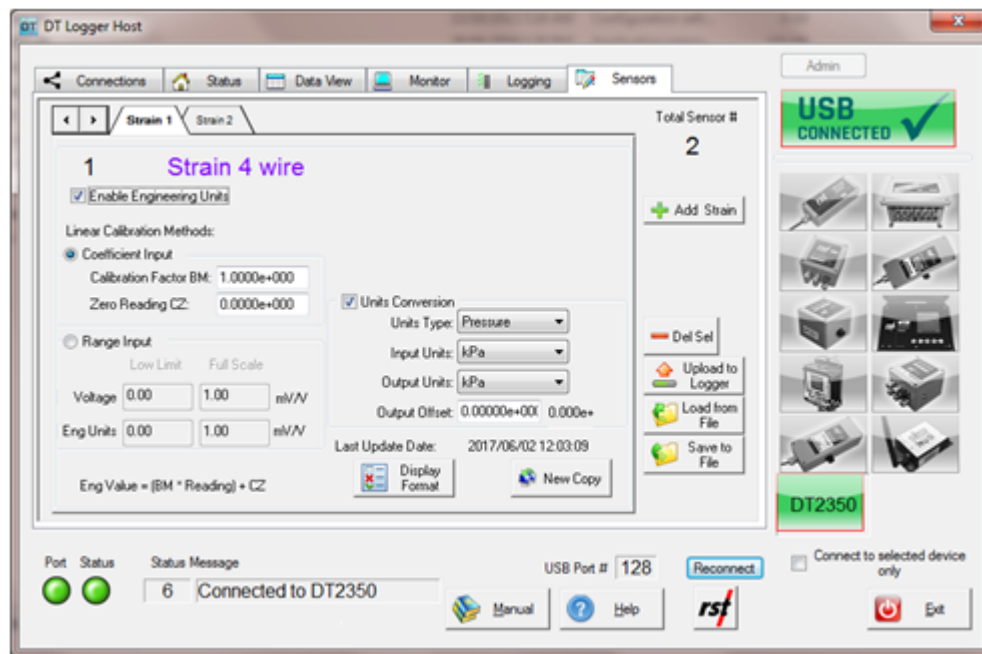 DT DT Logger Host
Connections Status Data View Monitor Logging Sensors
Admin
Strain 1 Strain 2
Total Sensor #
2
USB
CONNECTED
1 Strain 4 wire
Enable Engineering Units
Add Strain
Linear Calibration Methods:
Coefficient Input
Calibration Factor BM: 1.0000e+000
Zero Reading CZ: 0.0000e+000
Units Conversion
Units Type: Pressure
Input Units: kPa
Output Units: kPa
Output Offset: 0.00000e+00( 0.000e+
Range Input
Low Limit Full Scale
Voltage 0.00 1.00 mV/V
Eng Units 0.00 1.00 mV/V
Del Sel
Upload to
Logger
Load from
File
Save to
File
Last Update Date: 2017/06/02 12:03:09
Display
Format
New Copy
Eng Value = (BM * Reading) + CZ
DT2350
Port Status Status Message
6 Connected to DT2350
USB Port # 128
Reconnect
Connect to selected device
only
Manual
Help
rst
Exit